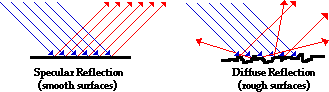 Specular Reflection
(smooth surfaces)
Diffuse Reflection
(rough surfaces)